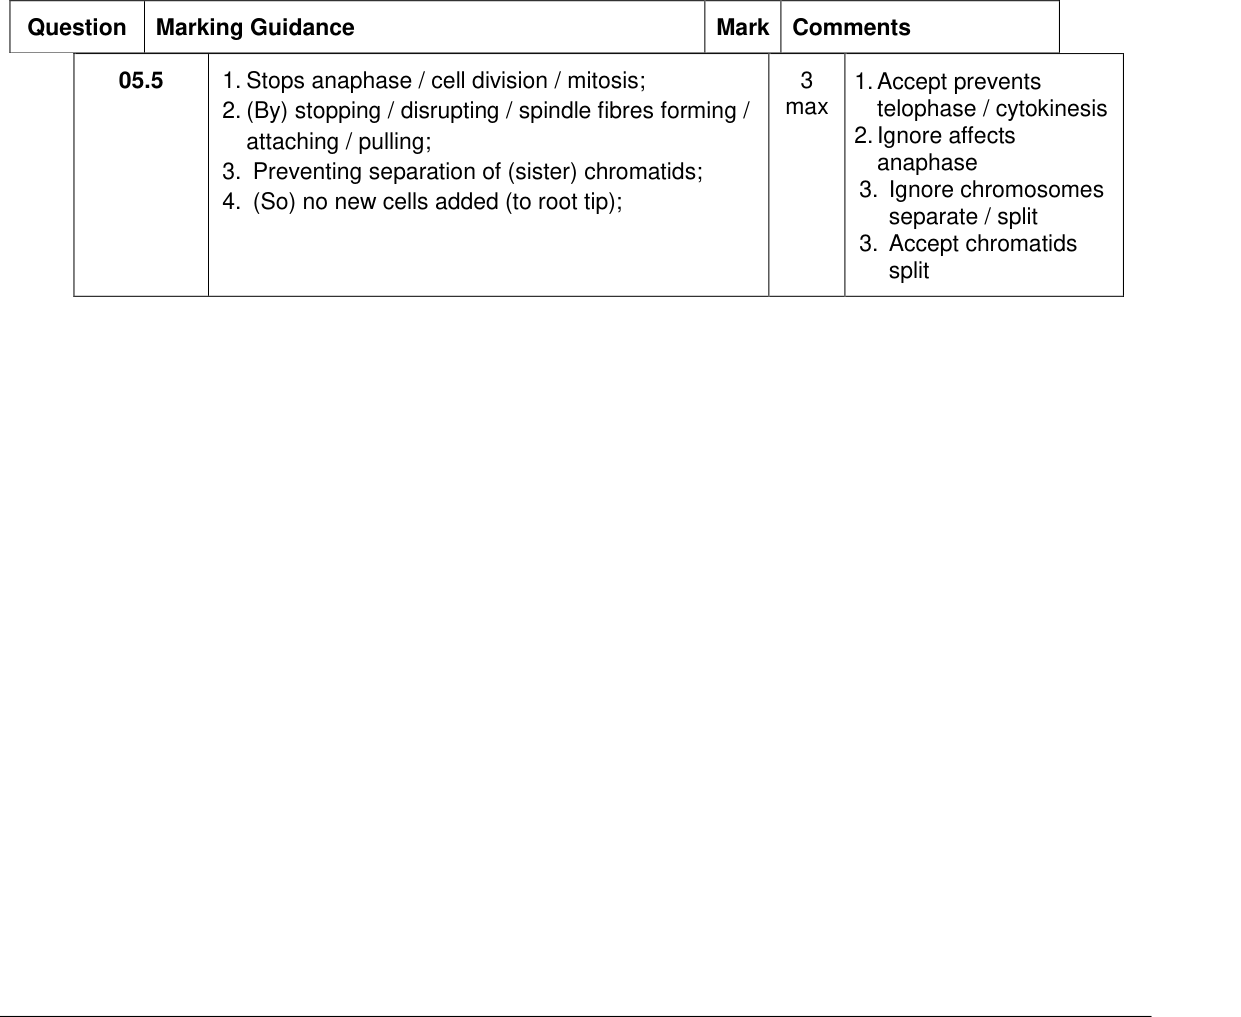 Question Marking Guidance Mark Comments
05.5
1. Stops anaphase / cell division / mitosis;
2. (By) stopping / disrupting / spindle fibres forming /
attaching / pulling;
3. Preventing separation of (sister) chromatids;
4. (So) no new cells added (to root tip);
3
max
1. Accept prevents
telophase / cytokinesis
2. Ignore affects
anaphase
3. Ignore chromosomes
separate / split
3. Accept chromatids
split